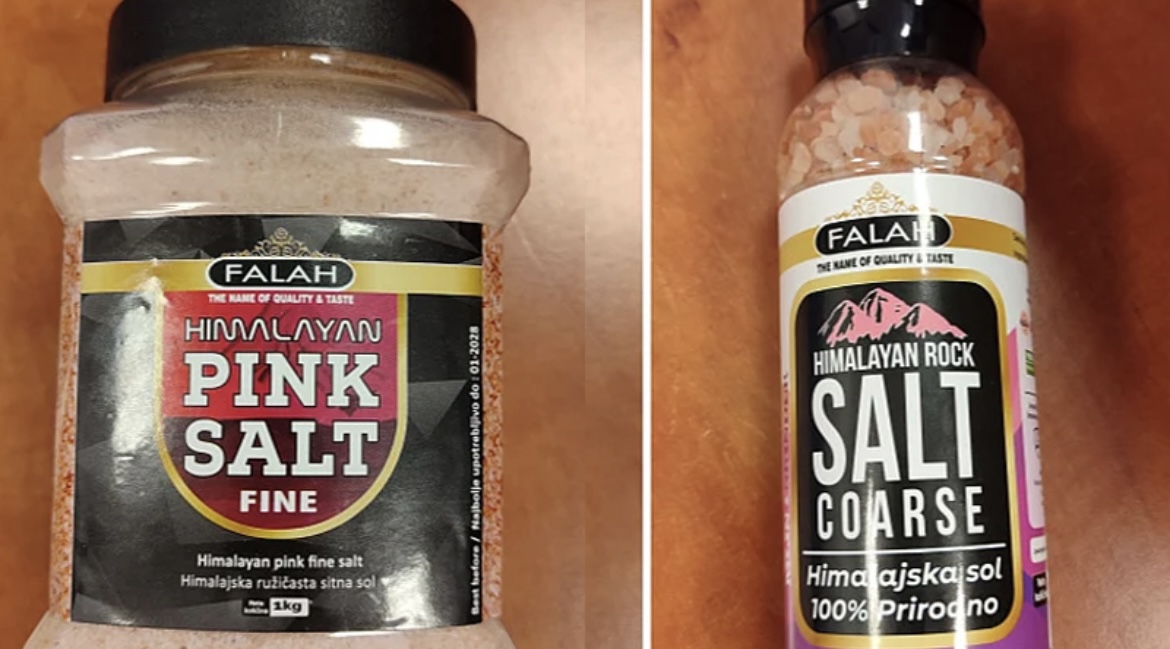 FALAH
THE NAME OF QUALITY & TASTE
HIMALAYAN
PINK
SALT
FINE
Himalayan pink fine salt
Himalajska ružičasta sitna sol
Neto
količina
1kg
Best before / Najbolje upotrebljivo do : 01-2028
FALAH
THE NAME OF QUALITY & TASTE
HIMALAYAN ROCK
SALT
COARSE
Himalajska sol
100% Prirodno